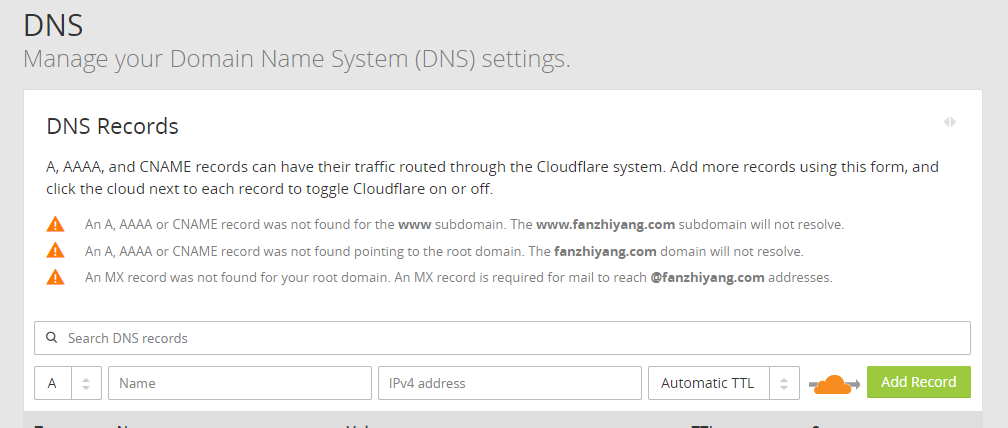 DNS
Manage your Domain Name System (DNS) settings.
DNS Records
A, AAAA, and CNAME records can have their traffic routed through the Cloudflare system. Add more records using this form, and
click the cloud next to each record to toggle Cloudflare on or off.
An A, AAAA or CNAME record was not found for the www subdomain. The www.fanzhiyang.com subdomain will not resolve.
An A, AAAA or CNAME record was not found pointing to the root domain. The fanzhiyang.com domain will not resolve.
An MX record was not found for your root domain. An MX record is required for mail to reach @fanzhiyang.com addresses.
Search DNS records
A Name IPv4 address Automatic TTL Add Record